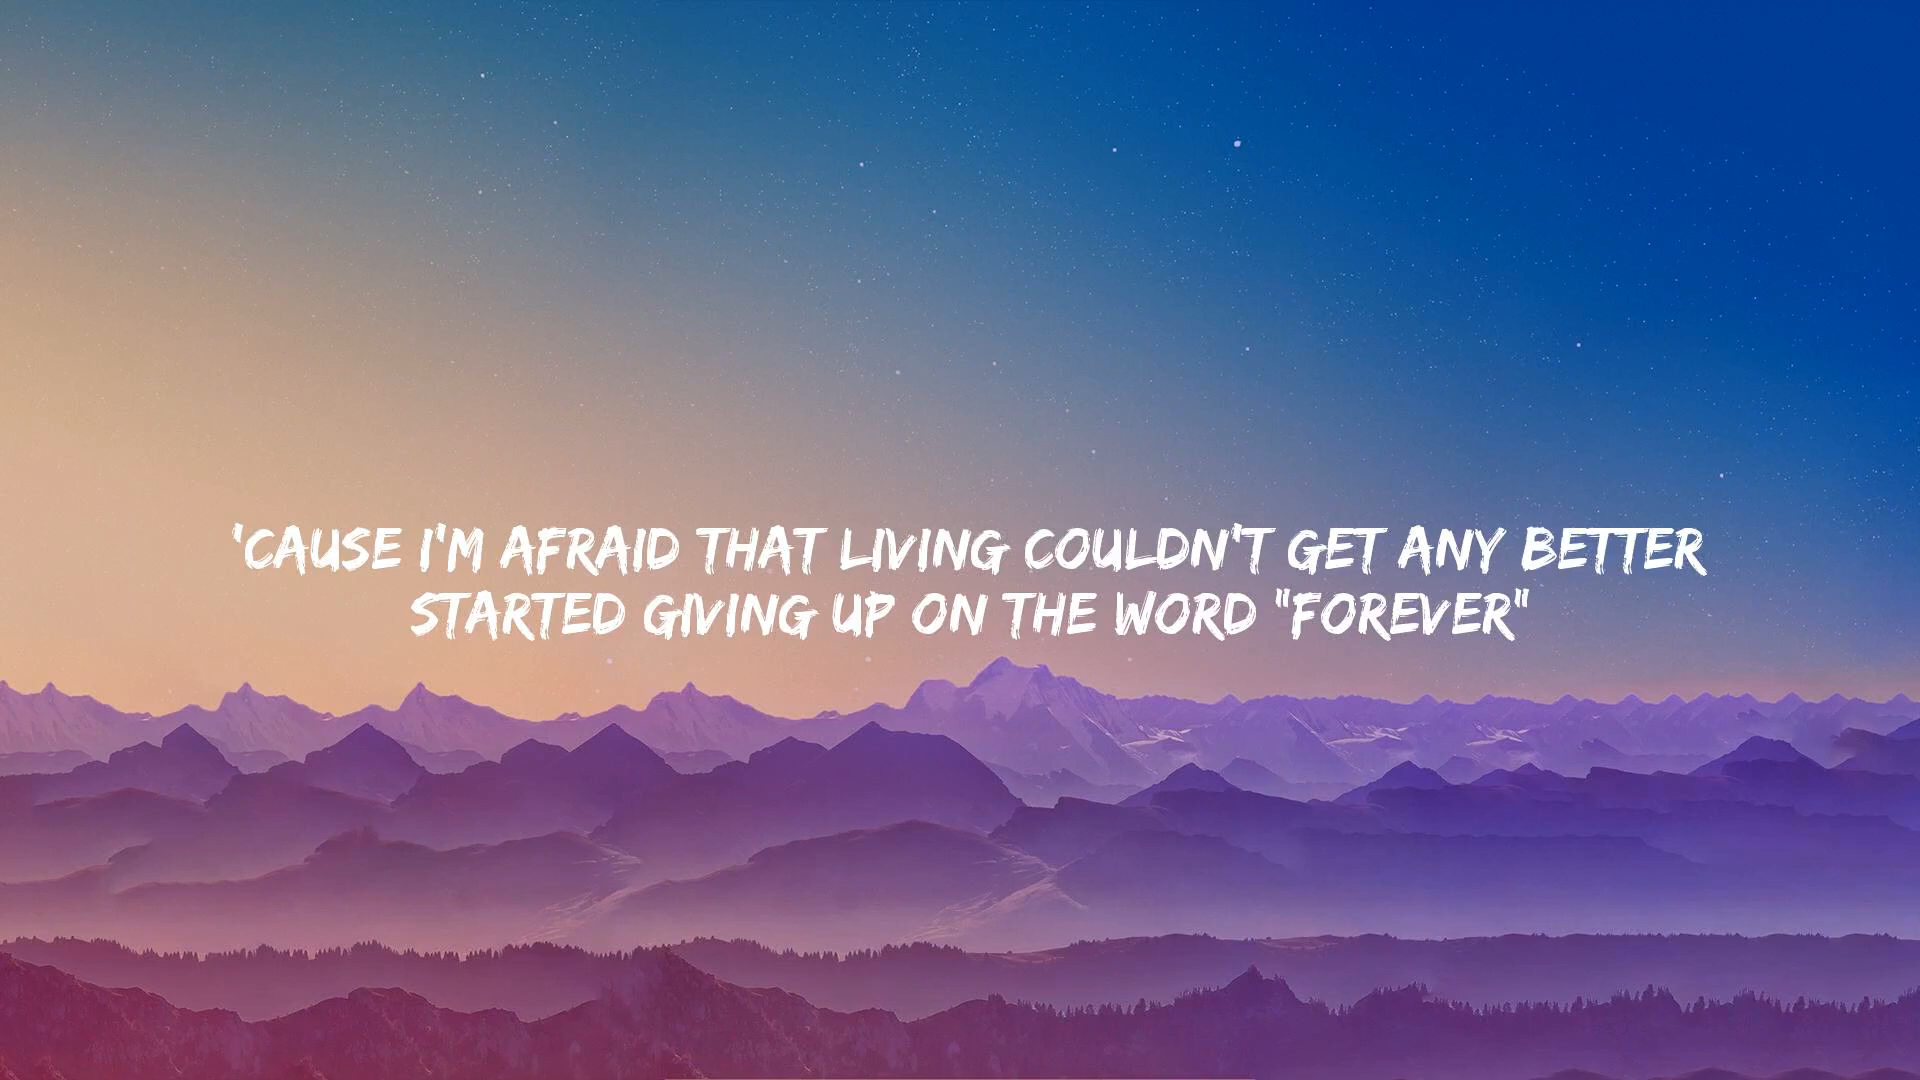 'CAUSE I'M AFRAID THAT LIVING COULDN'T GET ANY BETTER
STARTED GIVING UP ON THE WORD "FOREVER"